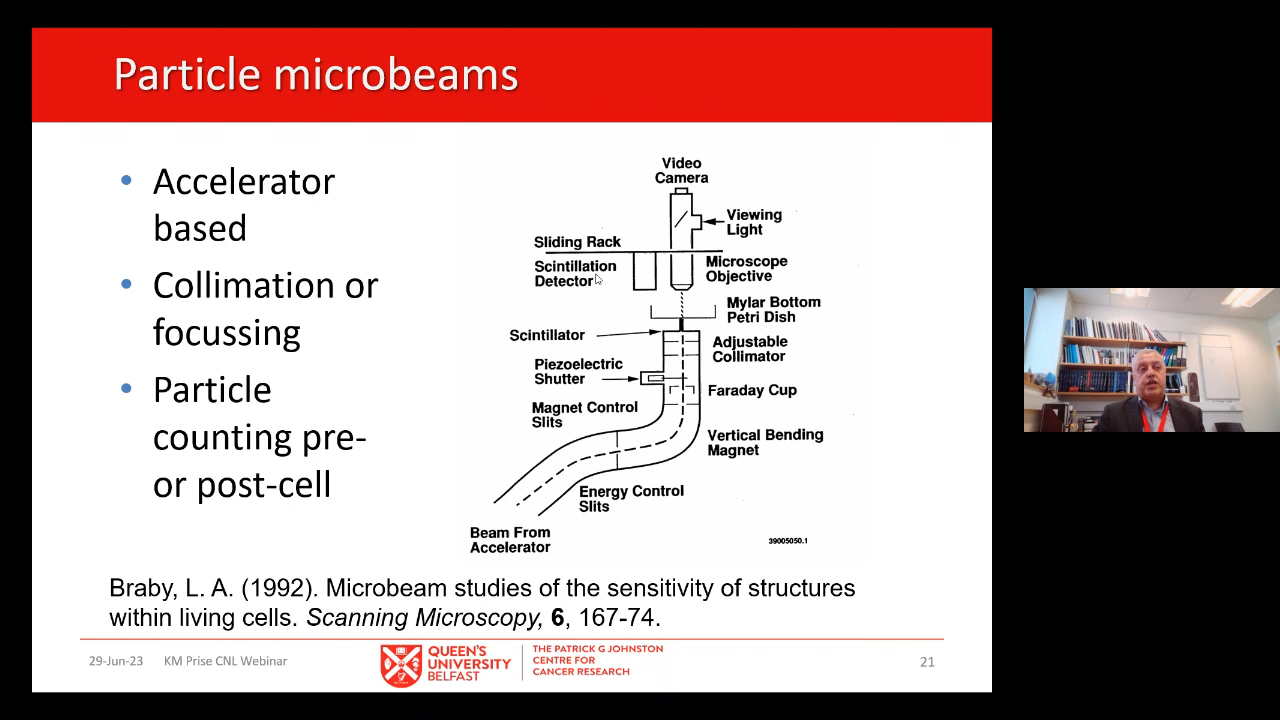 Particle microbeams
• Accelerator
based
• Collimation or
focussing
• Particle
counting pre-
or post-cell
Video
Camera
Viewing
Light
Sliding Rack
Scintillation
Detector
Microscope
Objective
Mylar Bottom
Petri Dish
Scintillator
Adjustable
Collimator
Piezoelectric
Shutter
Faraday Cup
Magnet Control
Slits
Vertical Bending
Magnet
Energy Control
Slits
Beam From
Accelerator
39005050.1
Braby, L. A. (1992). Microbeam studies of the sensitivity of structures
within living cells. Scanning Microscopy, 6, 167-74.
29-Jun-23 KM Prise CNL Webinar
QUEEN'S
UNIVERSITY
BELFAST
THE PATRICK G JOHNSTON
CENTRE FOR
CANCER RESEARCH
21